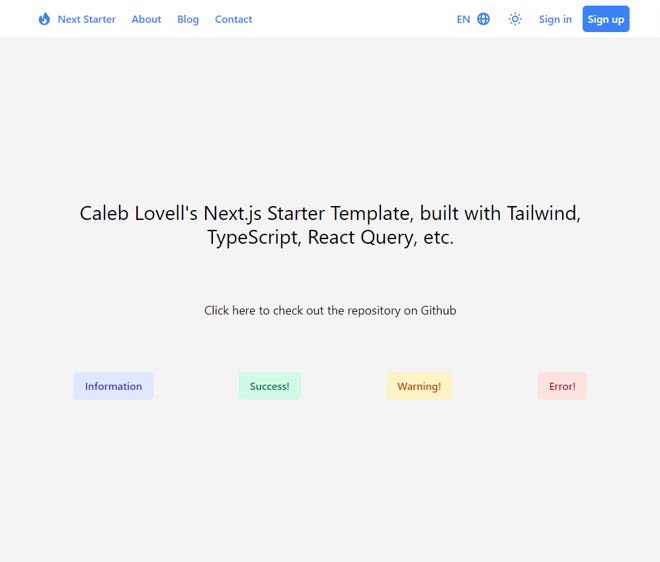 Next Starter About Blog Contact EN Sign in Sign up
Caleb Lovell's Next.js Starter Template, built with Tailwind,
TypeScript, React Query, etc.
Click here to check out the repository on Github
Information Success! Warning! Error!